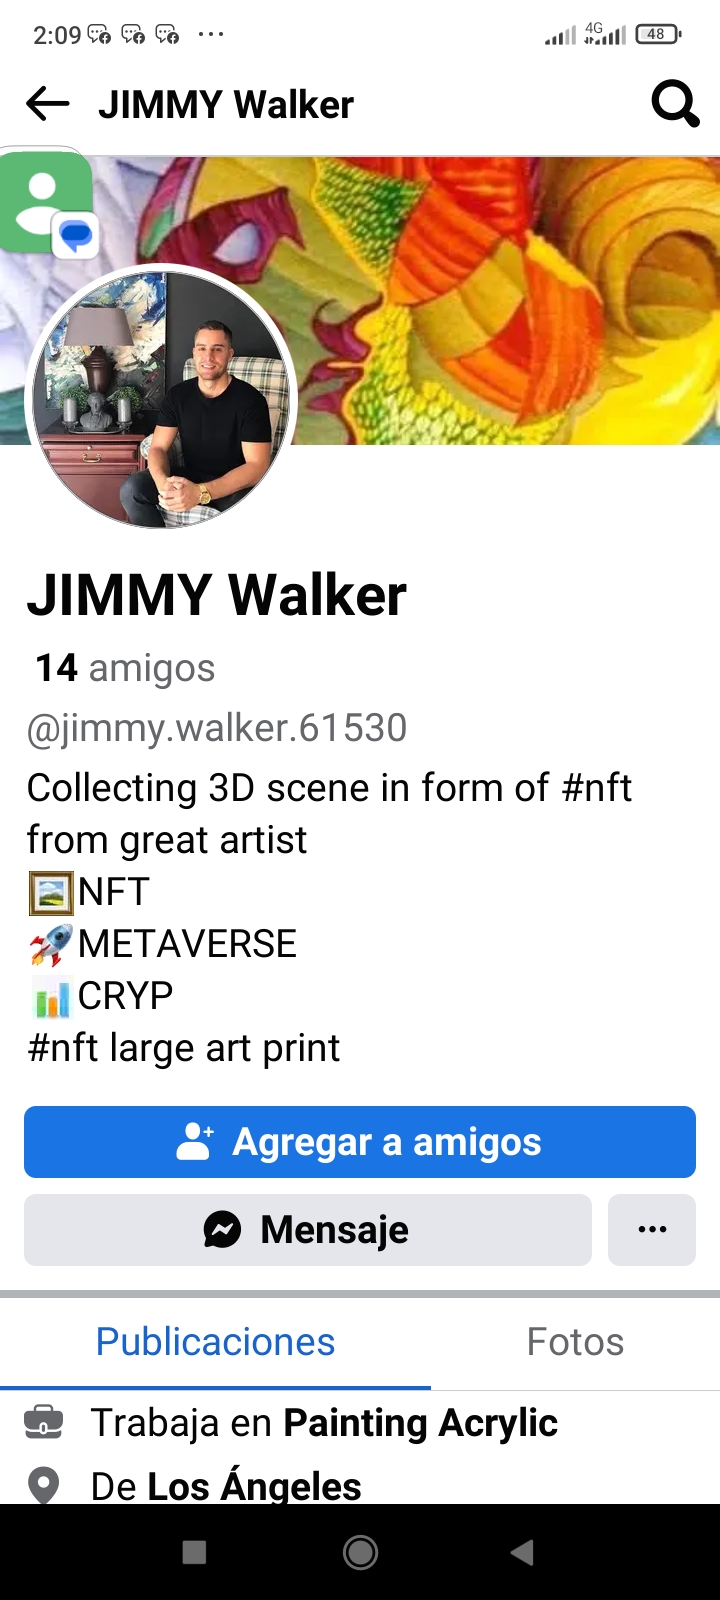 2:09
4G
48
JIMMY Walker
JIMMY Walker
14 amigos
@jimmy.walker.61530
Collecting 3D scene in form of #nft
from great artist
NFT
METAVERSE
CRYP
#nft large art print
Agregar a amigos
Mensaje
Publicaciones
Fotos
Trabaja en Painting Acrylic
De Los Ángeles